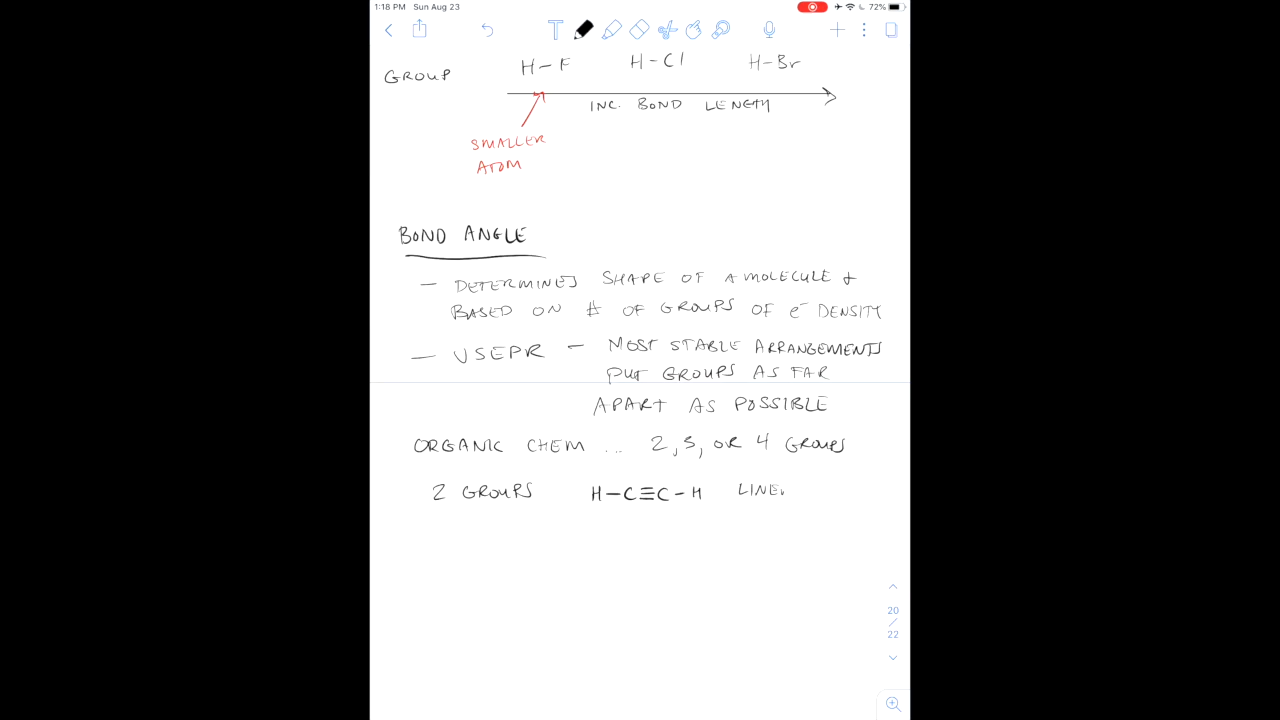 1:18 PM Sun Aug 23
72%
T
GROUP H-F H-Cl H-Br
INC. BOND LENGTH
SMALLER
ATOM
BOND ANGLE
- DETERMINES SHAPE OF A MOLECULE +
BASED ON # OF GROUPS OF e⁻ DENSITY
- VSEPR - MOST STABLE ARRANGEMENTS
PUT GROUPS AS FAR
APART AS POSSIBLE
ORGANIC CHEM ... 2, 3, OR 4 GROUPS
2 GROUPS H-C≡C-H LINE
20
/
22